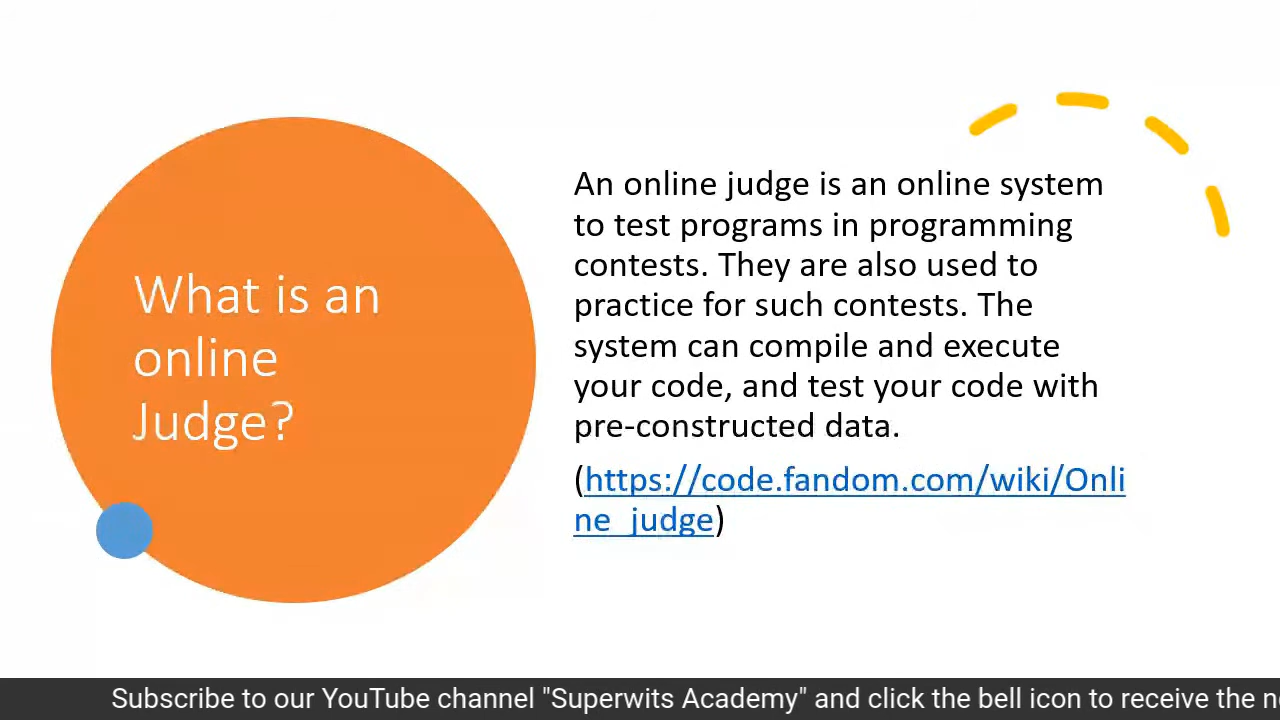 What is an
online
Judge?
An online judge is an online system
to test programs in programming
contests. They are also used to
practice for such contests. The
system can compile and execute
your code, and test your code with
pre-constructed data.
(https://code.fandom.com/wiki/Onli
ne_judge)
Subscribe to our YouTube channel "Superwits Academy" and click the bell icon to receive the